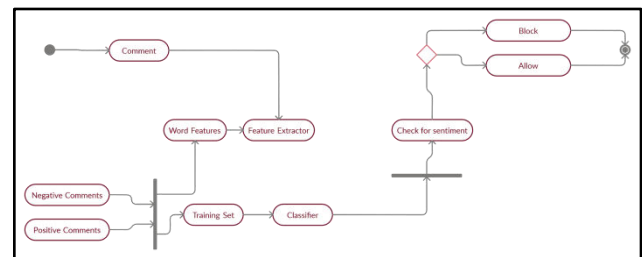 Comment
Block
Allow
Word Features
Feature Extractor
Check for sentiment
Negative Comments
Positive Comments
Training Set
Classifier